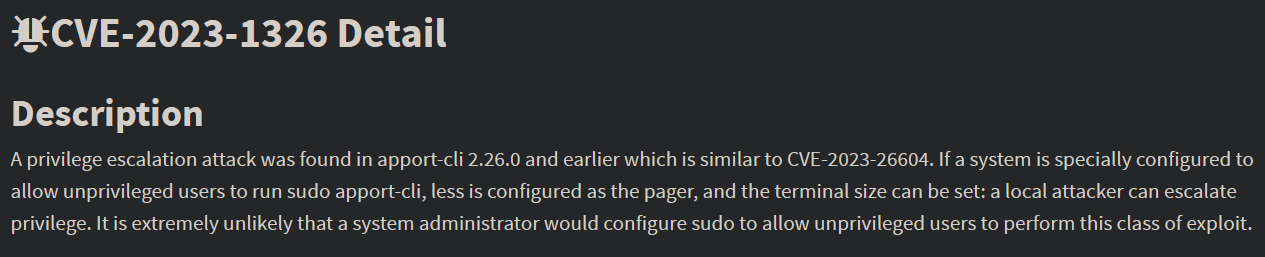 CVE-2023-1326 Detail
Description
A privilege escalation attack was found in apport-cli 2.26.0 and earlier which is similar to CVE-2023-26604. If a system is specially configured to
allow unprivileged users to run sudo apport-cli, less is configured as the pager, and the terminal size can be set: a local attacker can escalate
privilege. It is extremely unlikely that a system administrator would configure sudo to allow unprivileged users to perform this class of exploit.